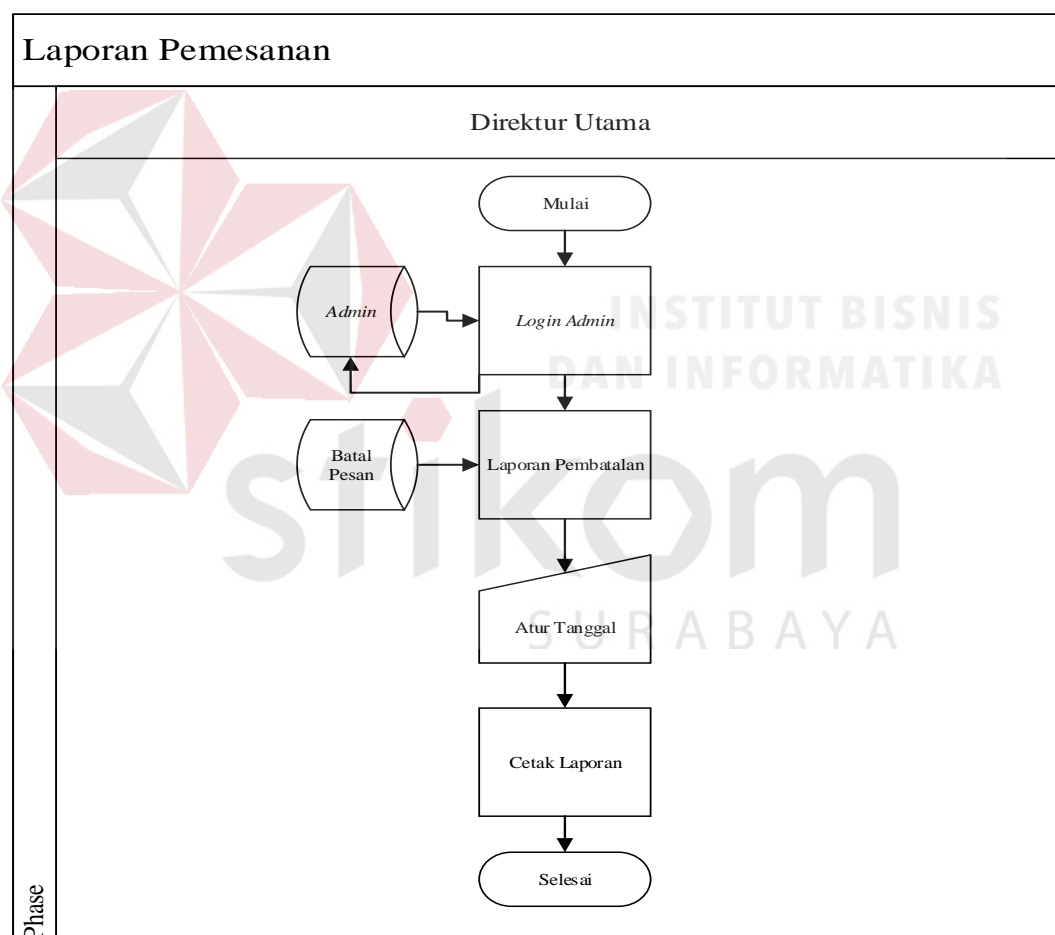 Laporan Pemesanan
Direktur Utama
Mulai
Admin
Login Admin
INSTITUT BISNIS
DAN INFORMATIKA
Batal
Pesan
Laporan Pembatalan
stikom
Atur Tanggal
SURABAYA
Cetak Laporan
Selesai
Phase